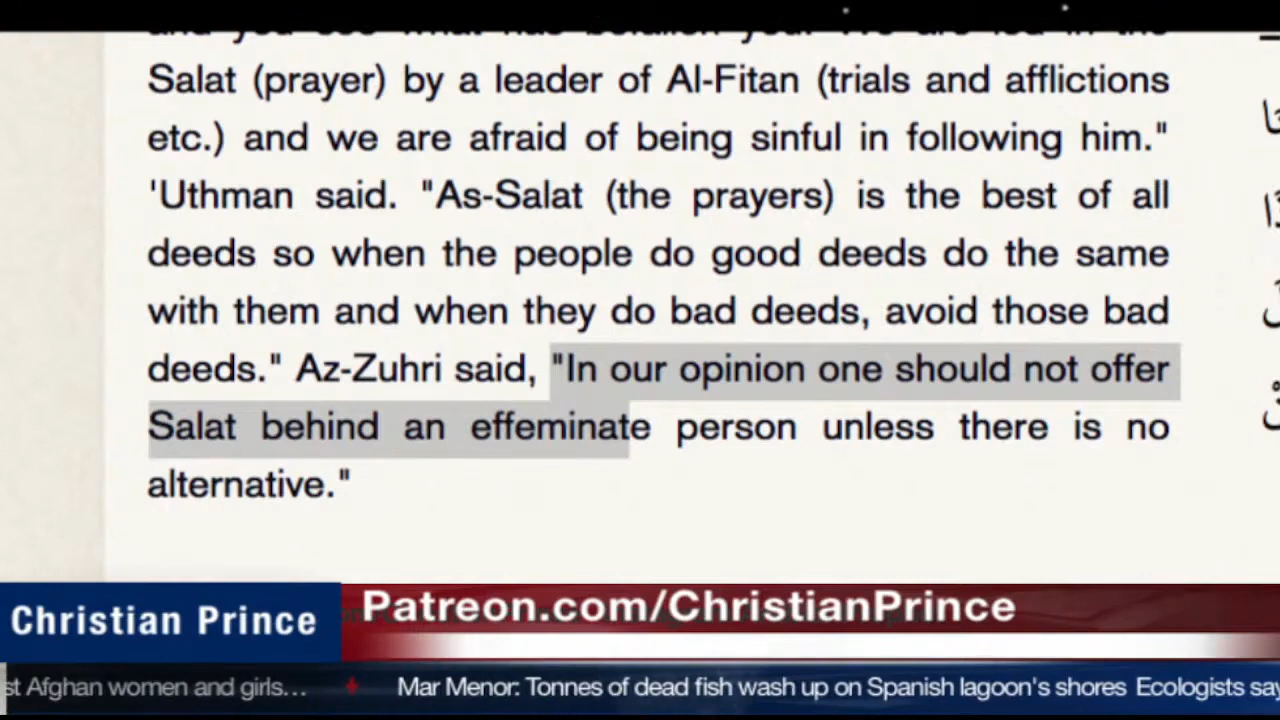 Salat (prayer) by a leader of Al-Fitan (trials and afflictions
etc.) and we are afraid of being sinful in following him."
'Uthman said. "As-Salat (the prayers) is the best of all
deeds so when the people do good deeds do the same
with them and when they do bad deeds, avoid those bad
deeds." Az-Zuhri said, "In our opinion one should not offer
Salat behind an effeminate person unless there is no
alternative."
Christian Prince
Patreon.com/ChristianPrince
Afghan women and girls...
Mar Menor: Tonnes of dead fish wash up on Spanish lagoon's shores Ecologists